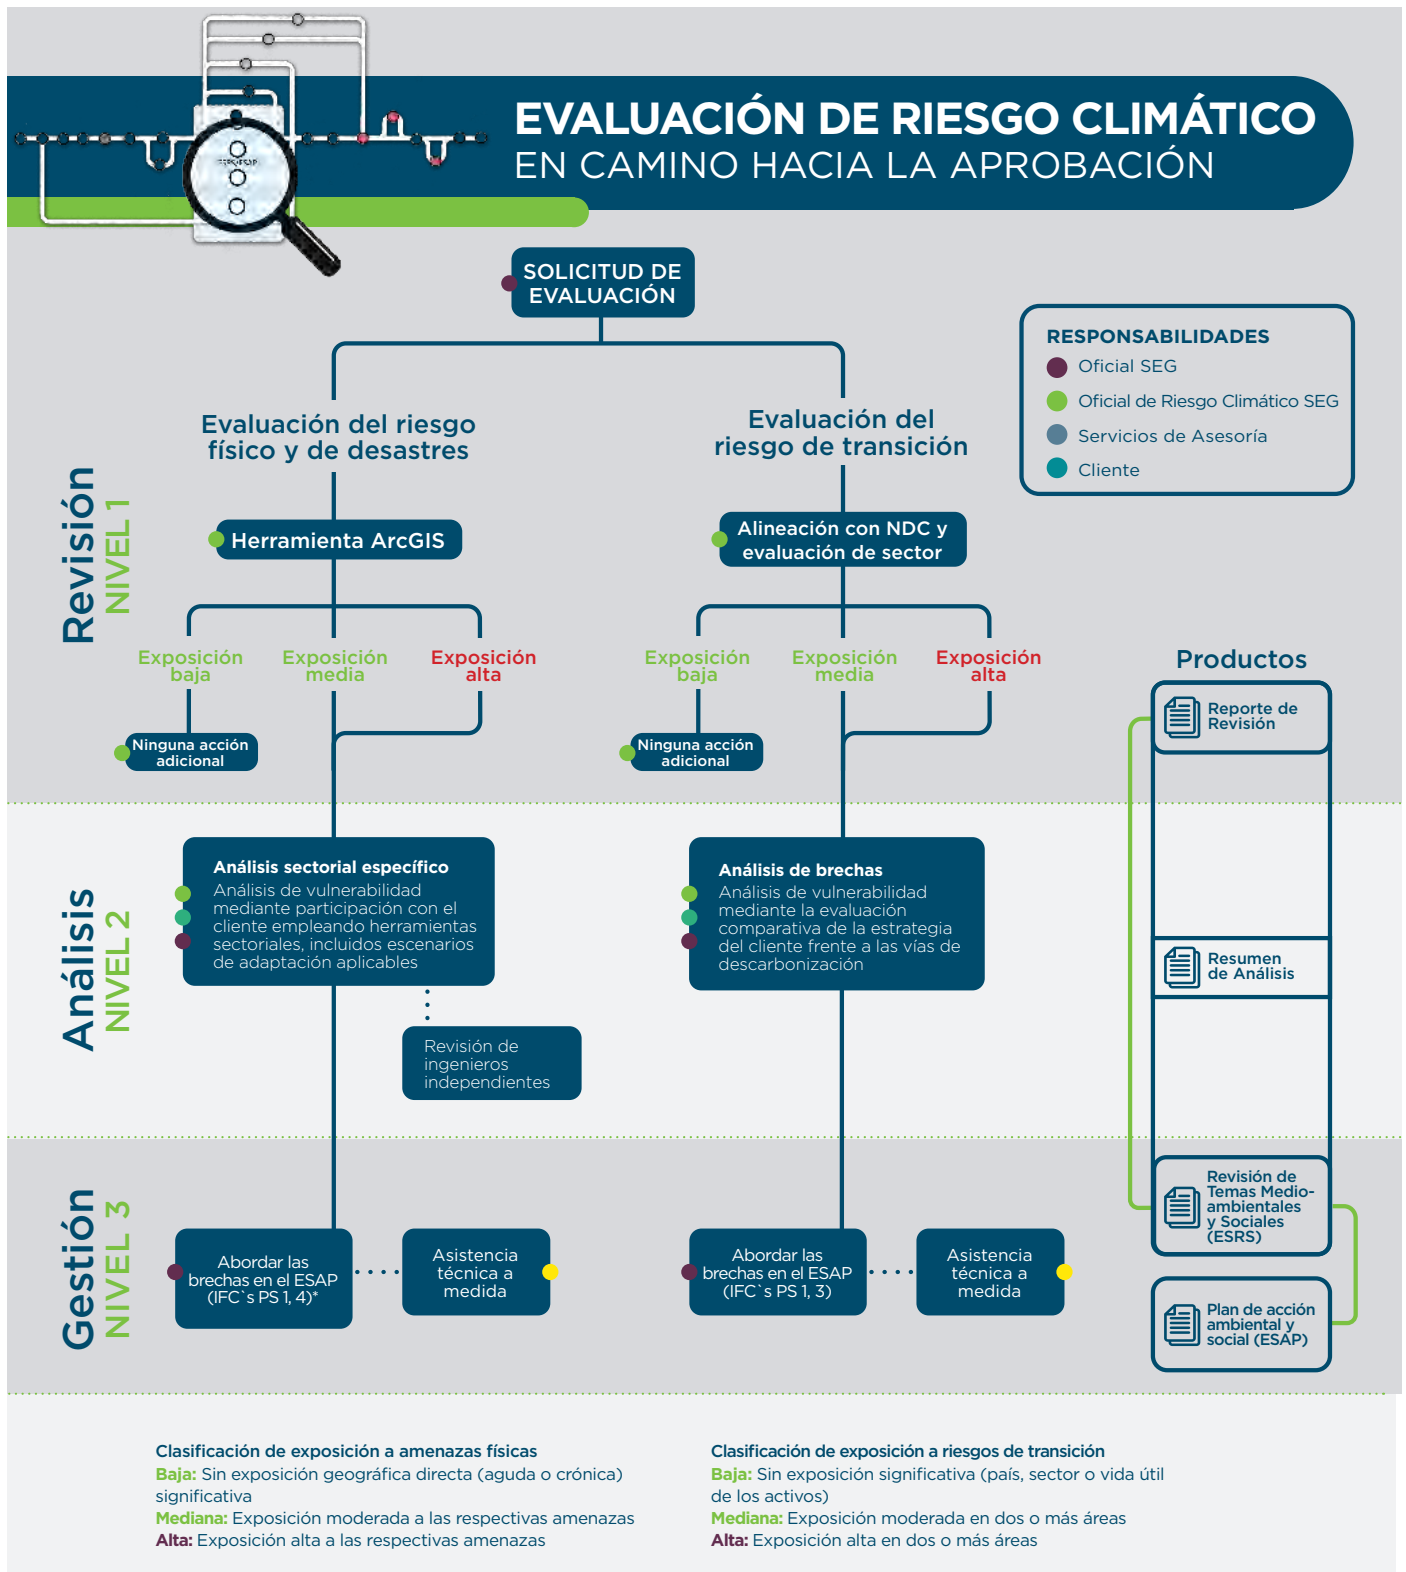 EVALUACIÓN DE RIESGO CLIMÁTICO
EN CAMINO HACIA LA APROBACIÓN
SOLICITUD DE
EVALUACIÓN
RESPONSABILIDADES
Oficial SEG
Oficial de Riesgo Climático SEG
Servicios de Asesoría
Cliente
Revisión
NIVEL 1
Evaluación del riesgo
físico y de desastres
Evaluación del
riesgo de transición
Herramienta ArcGIS
Alineación con NDC y
evaluación de sector
Exposición
baja
Exposición
media
Exposición
alta
Exposición
baja
Exposición
media
Exposición
alta
Ninguna acción
adicional
Ninguna acción
adicional
Productos
Reporte de
Revisión
Análisis
NIVEL 2
Análisis sectorial específico
Análisis de vulnerabilidad
mediante participación con el
cliente empleando herramientas
sectoriales, incluidos escenarios
de adaptación aplicables
Revisión de
ingenieros
independientes
Análisis de brechas
Análisis de vulnerabilidad
mediante la evaluación
comparativa de la estrategia
del cliente frente a las vías de
descarbonización
Resumen
de Análisis
Gestión
NIVEL 3
Abordar las
brechas en el ESAP
(IFC`s PS 1, 4)*
Asistencia
técnica a
medida
Abordar las
brechas en el ESAP
(IFC`s PS 1, 3)
Asistencia
técnica a
medida
Revisión de
Temas Medio-
ambientales
y Sociales
(ESRS)
Plan de acción
ambiental y
social (ESAP)
Clasificación de exposición a amenazas físicas
Baja: Sin exposición geográfica directa (aguda o crónica)
significativa
Mediana: Exposición moderada a las respectivas amenazas
Alta: Exposición alta a las respectivas amenazas
Clasificación de exposición a riesgos de transición
Baja: Sin exposición significativa (país, sector o vida útil
de los activos)
Mediana: Exposición moderada en dos o más áreas
Alta: Exposición alta en dos o más áreas